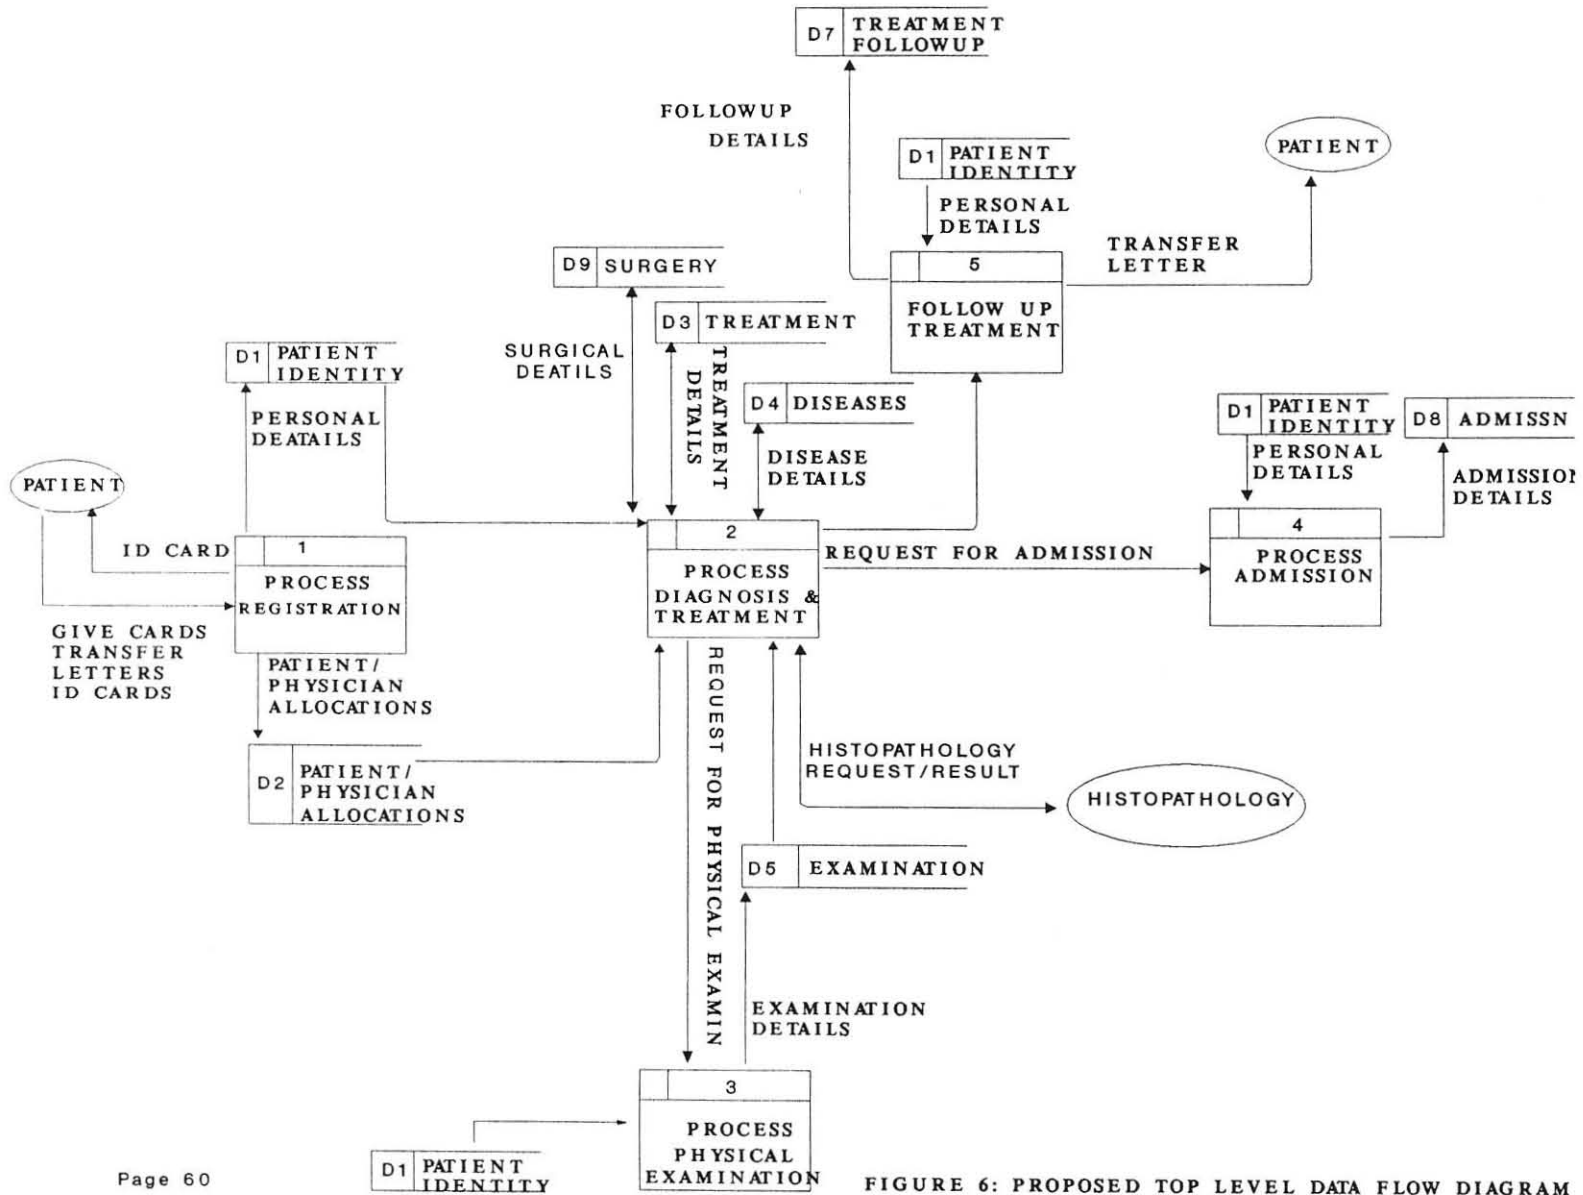 D7 TREATMENT
FOLLOWUP
FOLLOWUP
DETAILS
D1 PATIENT
IDENTITY
PATIENT
PERSONAL
DETAILS
TRANSFER
LETTER
5
FOLLOW UP
TREATMENT
D9 SURGERY
D3 TREATMENT
SURGICAL
DEATILS
TREATMENT
DETAILS
D1 PATIENT
IDENTITY
D4 DISEASES
PERSONAL
DEATAILS
DISEASE
DETAILS
D1 PATIENT
IDENTITY
D8 ADMISSN
PERSONAL
DETAILS
ADMISSION
DETAILS
PATIENT
ID CARD
1
PROCESS
REGISTRATION
2
PROCESS
DIAGNOSIS &
TREATMENT
REQUEST FOR ADMISSION
4
PROCESS
ADMISSION
GIVE CARDS
TRANSFER
LETTERS
ID CARDS
PATIENT/
PHYSICIAN
ALLOCATIONS
D2 PATIENT/
PHYSICIAN
ALLOCATIONS
REQUEST FOR PHYSICAL EXAMIN
HISTOPATHOLOGY
REQUEST/RESULT
HISTOPATHOLOGY
D5 EXAMINATION
EXAMINATION
DETAILS
3
PROCESS
PHYSICAL
EXAMINATION
D1 PATIENT
IDENTITY
Page 60
FIGURE 6: PROPOSED TOP LEVEL DATA FLOW DIAGRAM